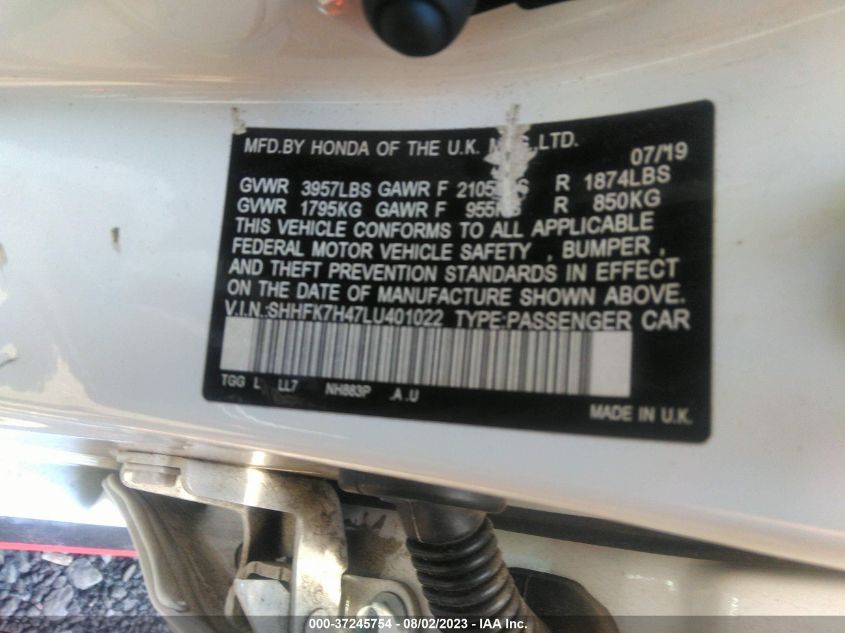 MFD.BY HONDA OF THE U.K. LTD. 07/'19
GVWR 3957LBS GAWR F R 1874LBS
GVWR 1795KG GAWR F R 850KG
THIS VEHICLE CONFORMS TO ALL APPLICABLE
FEDERAL MOTOR VEHICLE SAFETY , BUMPER ,
AND THEFT PREVENTION STANDARDS IN EFFECT
ON THE DATE OF MANUFACTURE SHOWN ABOVE.
V.I.N.:SHHFK7H47LU401022 TYPE:PASSENGER CAR
TGG L LL7 NH883P .A .U
MADE IN U.K.
000-37245754 - 08/02/2023 - IAA Inc.